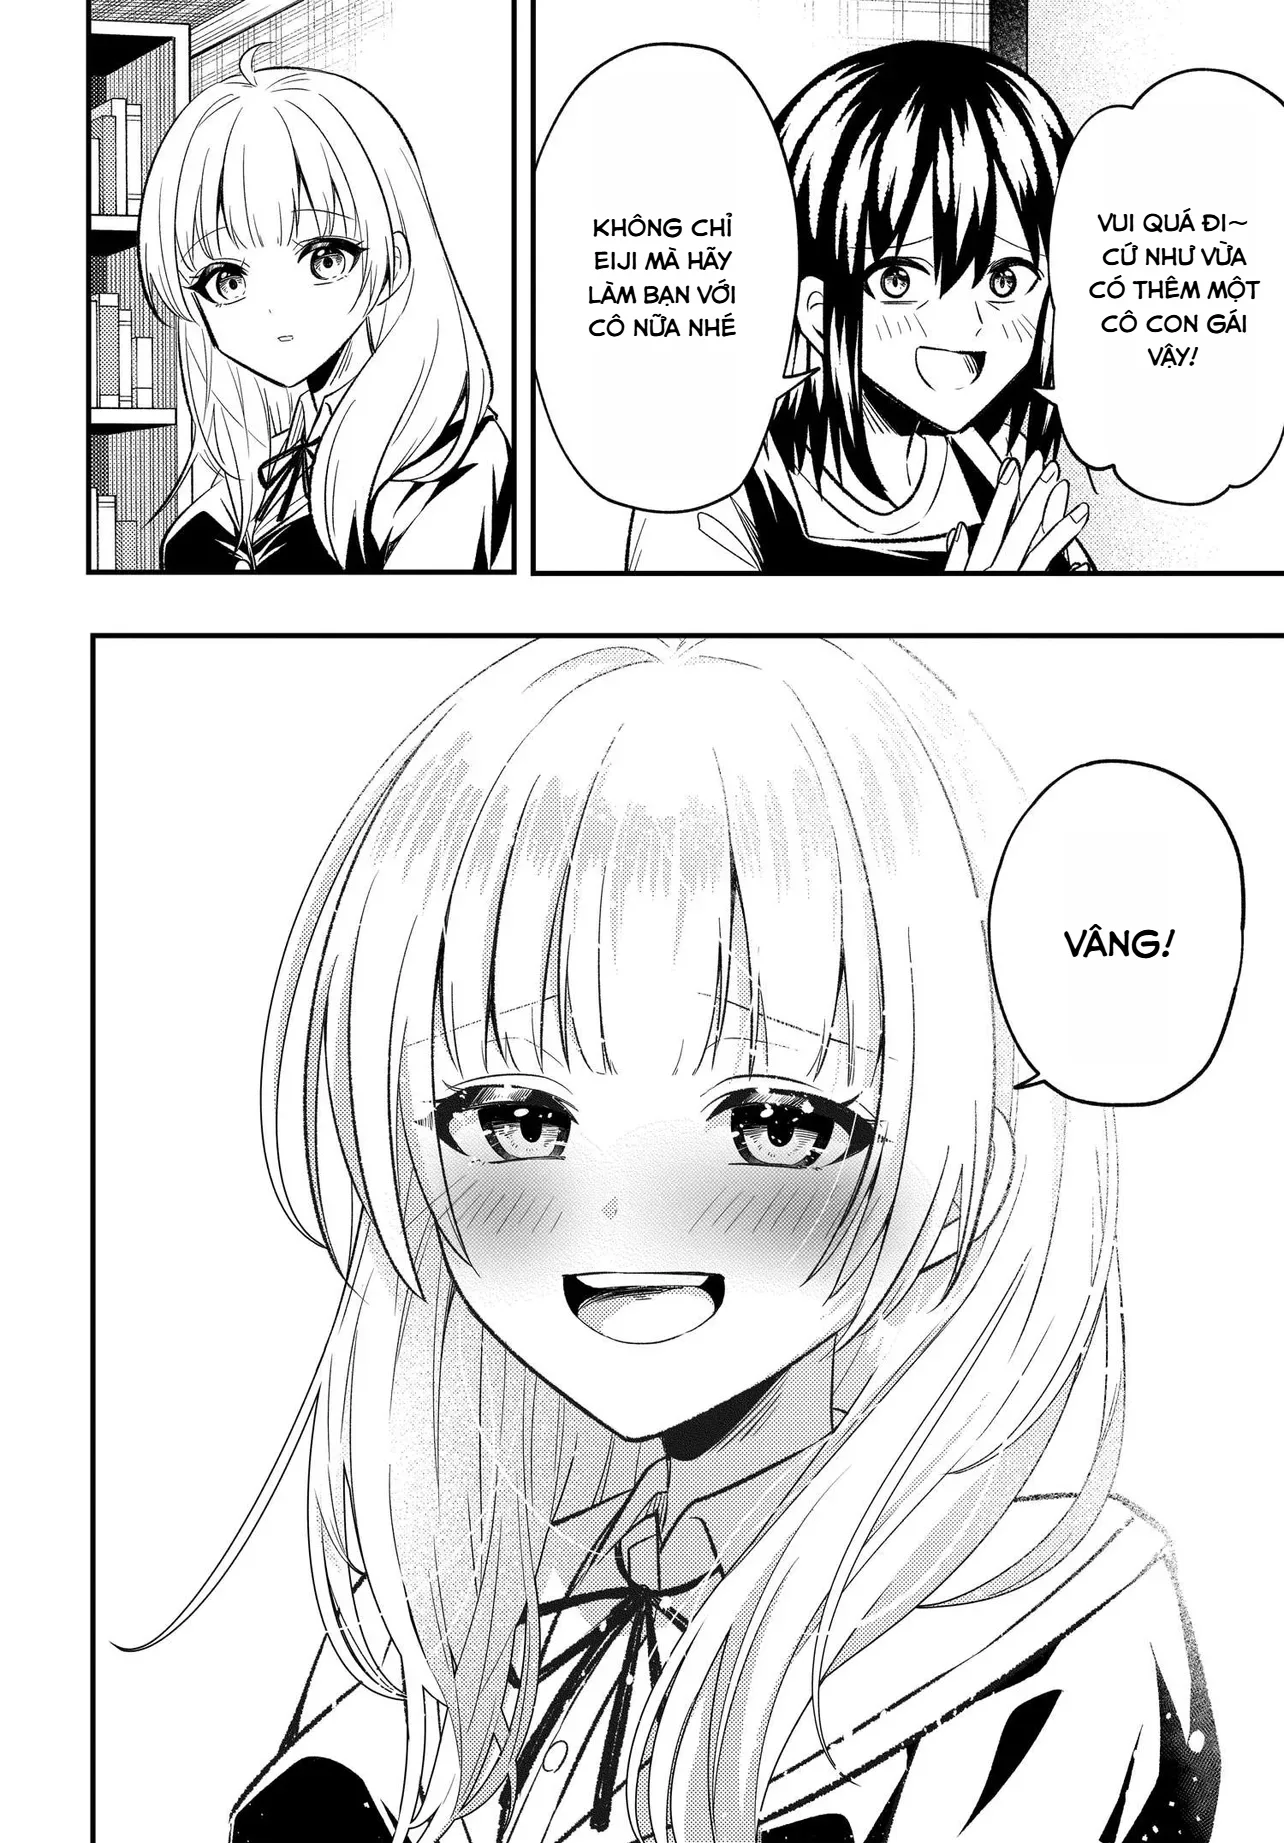 VUI QUÁ ĐI~
CỨ NHƯ VỪA
CÓ THÊM MỘT
CÔ CON GÁI
VẬY!
KHÔNG CHỈ
EIJI MÀ HÃY
LÀM BẠN VỚI
CÔ NỮA NHÉ
VÂNG!